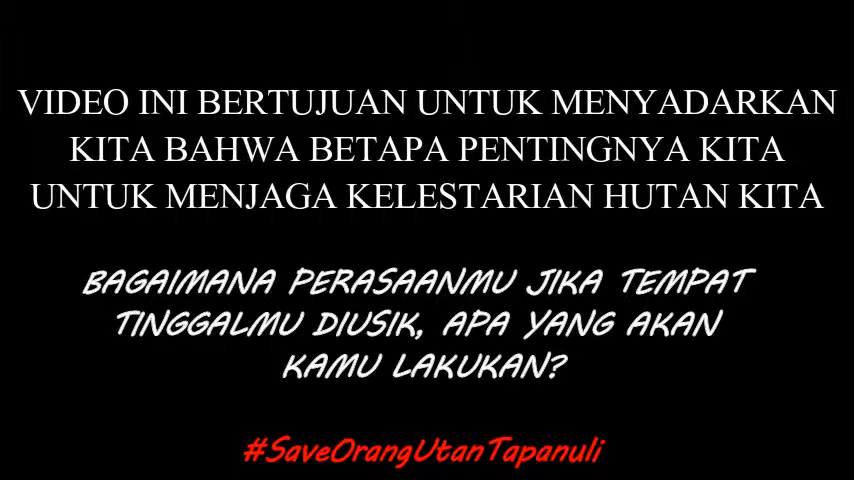 VIDEO INI BERTUJUAN UNTUK MENYADARKAN
KITA BAHWA BETAPA PENTINGNYA KITA
UNTUK MENJAGA KELESTARIAN HUTAN KITA
BAGAIMANA PERASAANMU JIKA TEMPAT
TINGGALMU DIUSIK, APA YANG AKAN
KAMU LAKUKAN?
#SaveOrangUtanTapanuli